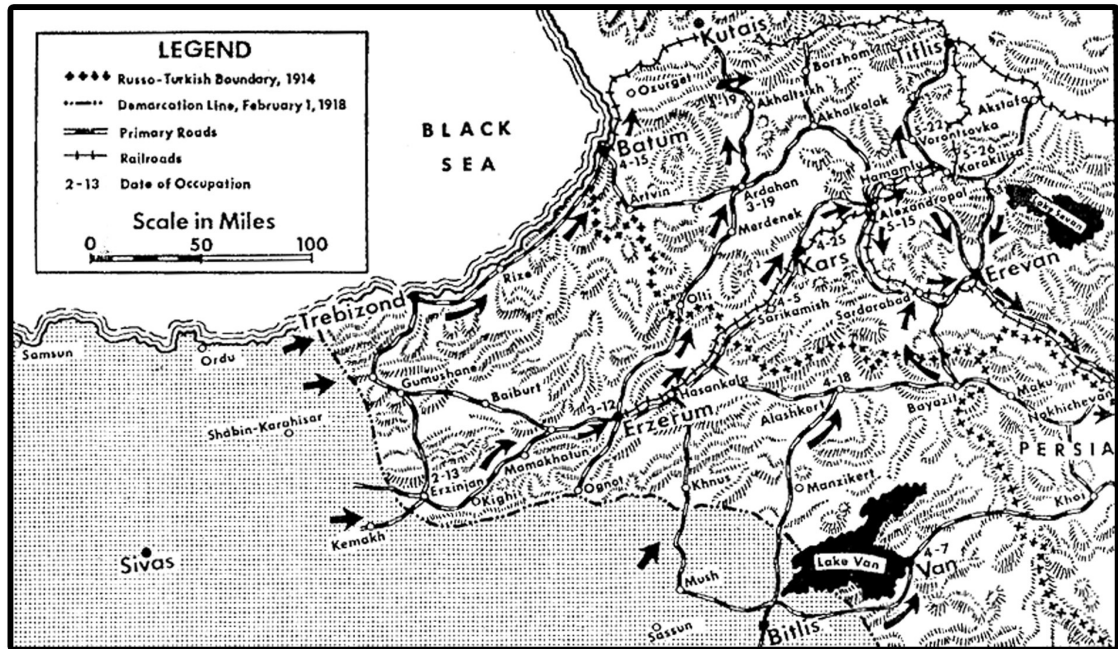 LEGEND
Russo-Turkish Boundary, 1914
Demarcation Line, February 1, 1918
Primary Roads
Railroads
2-13 Date of Occupation
Scale in Miles
0 50 100
BLACK
SEA
Kutais
Tiflis
Borzhom
Ozurget
Akhaltsikh
Akhalkalak
Akstafa
5-22
Vorontsovka
Batum
4-15
Hamamlu
Karakilisa
Artvin
Ardahan
3-19
Alexandropol
5-15
Lake Sevan
Merdenek
4-25
Kars
Erevan
Rize
Olti
4-5
Sarikamish
Sardarabad
Trebizond
Samsun
Ordu
Gumushane
Baiburt
Hasankale
4-18
Maku
Nakhichevan
3-12
Erzerum
Alashkert
Bayazit
Shabin-Karahisar
PERSIA
2-13
Erzinjan
Mamakhatun
Kighi
Ognot
Khnus
Manzikert
Khoi
Kemakh
Sivas
4-7
Lake Van
Van
Mush
Sassun
Bitlis